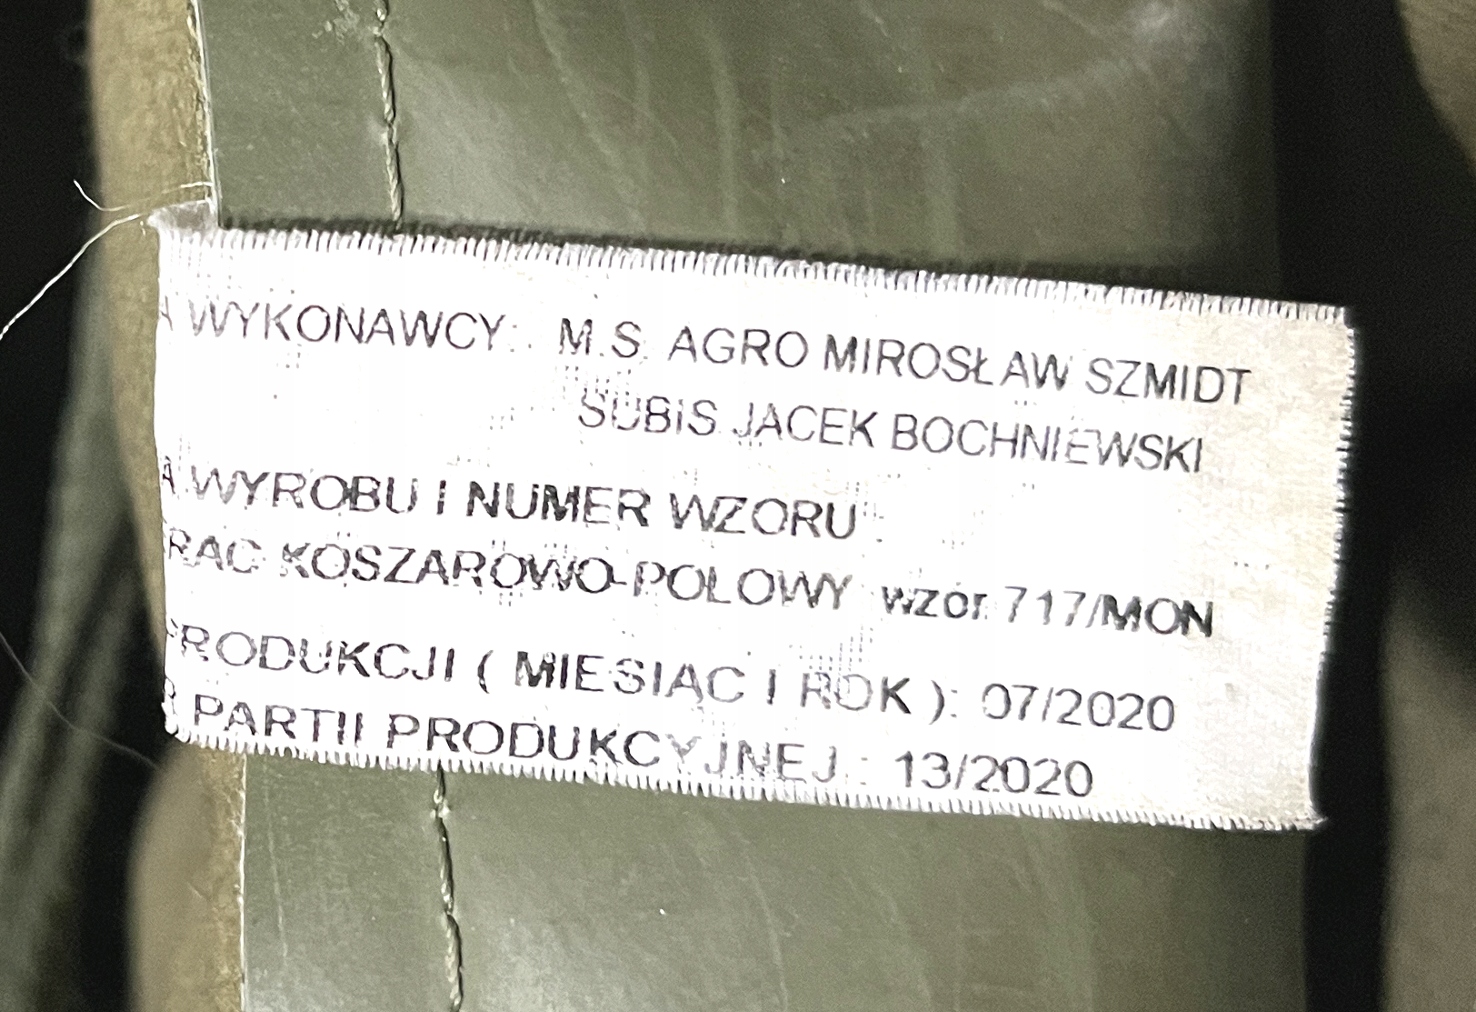 A WYKONAWCY: M.S. AGRO MIROSŁAW SZMIDT
SUBiS JACEK BOCHNIEWSKI
A WYROBU I NUMER WZORU :
RAC KOSZAROWO-POLOWY wzór 717/MON
PRODUKCJI ( MIESIĄC I ROK ): 07/2020
R PARTII PRODUKCYJNEJ : 13/2020